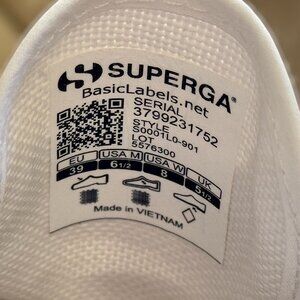 SUPERGA®
BasicLabels.net
SERIAL
3799231752
STYLE
S0001L0-901
LOT
5576300
EU USA M USA W UK
39 6 1/2 8 5 1/2
Made in VIETNAM